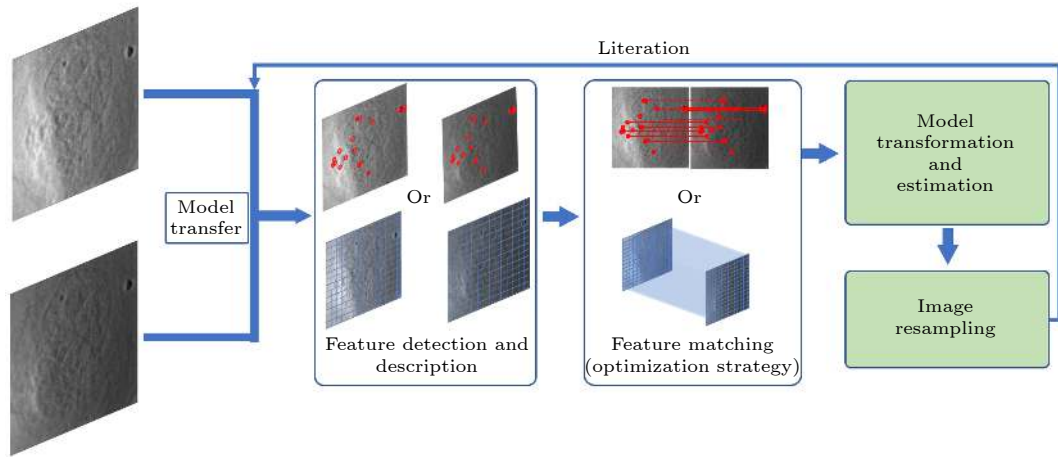 Literation
Model
transfer
Or
Feature detection and
description
Or
Feature matching
(optimization strategy)
Model
transformation
and
estimation
Image
resampling